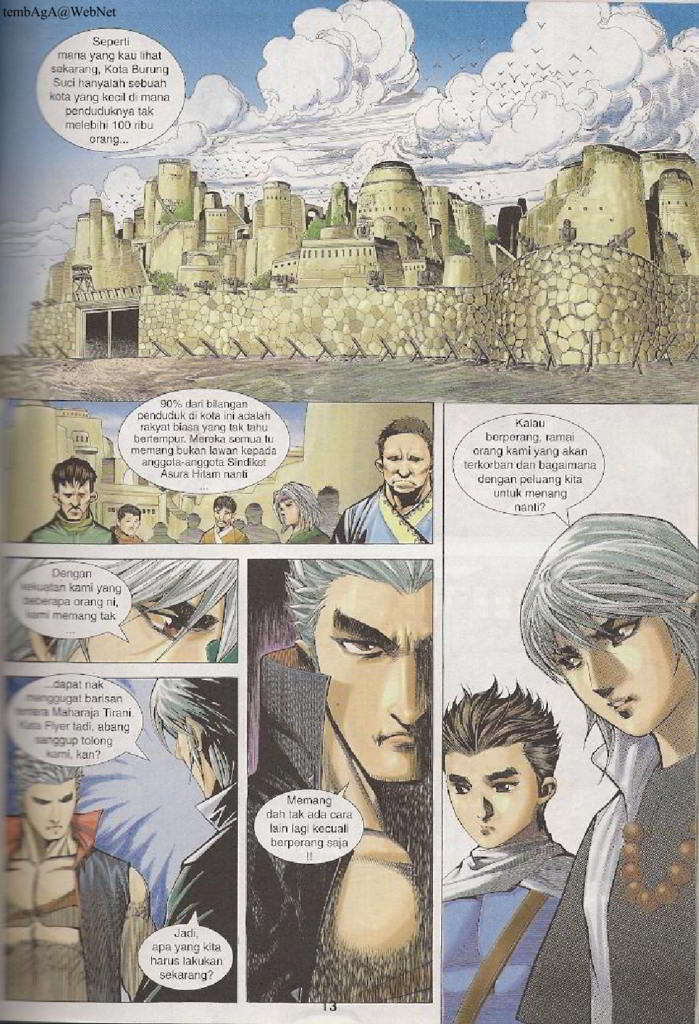 tembAgA@WebNet
Seperti
mana yang kau lihat
sekarang, Kota Burung
Suci hanyalah sebuah
kota yang kecil di mana
penduduknya tak
melebihi 100 ribu
orang...
90% dari bilangan
penduduk di kota ini adalah
rakyat biasa yang tak tahu
bertempur. Mereka semua tu
memang bukan lawan kepada
anggota-anggota Sindiket
Asura Hitam nanti
...
Kalau
berperang, ramai
orang kami yang akan
terkorban dan bagaimana
dengan peluang kita
untuk menang
nanti?
Dengan
kekuatan kami yang
beberapa orang ni,
kami memang tak
...
...dapat nak
menggugat barisan
tentera Maharaja Tirani.
Kata Flyer tadi, abang
sanggup tolong
kami, kan?
Jadi,
apa yang kita
harus lakukan
sekarang?
Memang
dah tak ada cara
lain lagi kecuali
berperang saja
!!
13